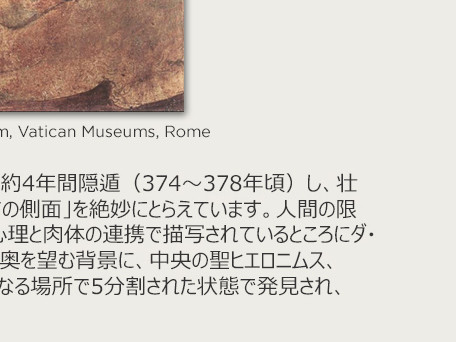 m, Vatican Museums, Rome
約4年間隠遁（374〜378年頃）し、壮
の側面」を絶妙にとらえています。人間の限
心理と肉体の連携で描写されているところにダ・
奥を望む背景に、中央の聖ヒエロニムス、
なる場所で5分割された状態で発見され、